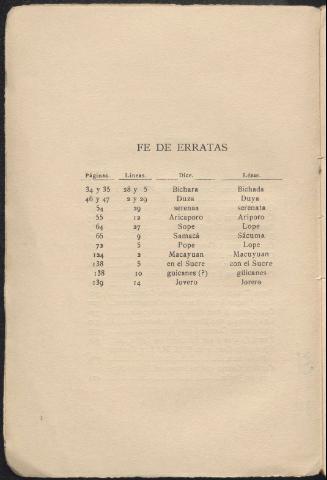 FE DE ERRATAS
Páginas. Líneas. Dice. Léase.
34 y 35 28 y 5 Bichara Bichada
46 y 47 2 y 29 Duza Duya
54 29 serenas serenata
55 12 Aricaporo Ariporo
64 27 Sope Lope
66 9 Samacá Sácama
72 5 Pope Lope
124 2 Macayuan Macuyuan
138 5 en el Sucre con el Sucre
138 10 guicanes (?) güicanes
139 14 Jovero Jorero